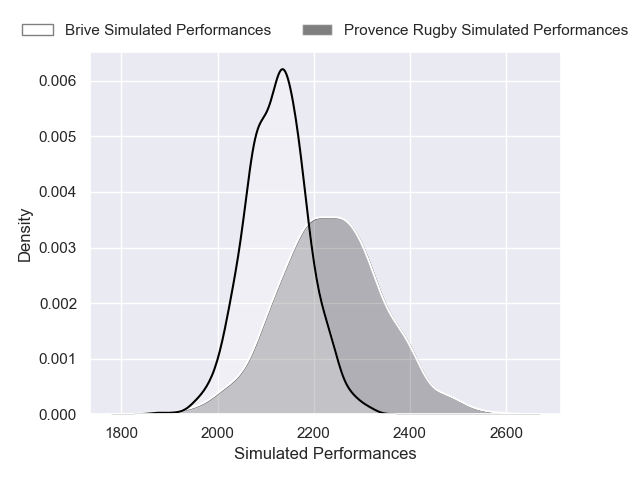 Brive Simulated Performances
Provence Rugby Simulated Performances
0.006
0.005
0.004
0.003
0.002
0.001
0.000
Density
1800 2000 2200 2400 2600
Simulated Performances